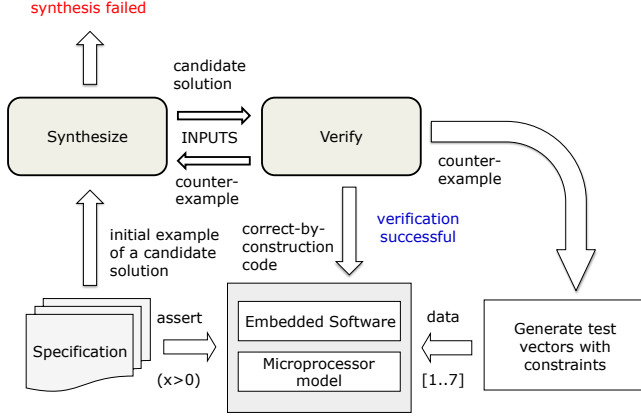 synthesis failed
candidate
solution
Synthesize
INPUTS
Verify
counter-
example
counter-
example
initial example
of a candidate
solution
correct-by-
construction
code
verification
successful
Specification
assert
(x>0)
Embedded Software
Microprocessor
model
data
[1..7]
Generate test
vectors with
constraints